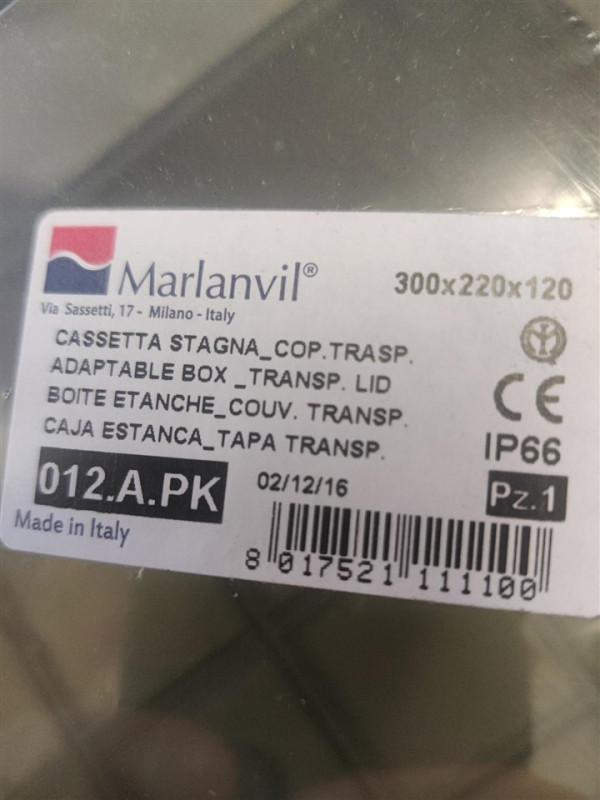 Marlanvil®
300x220x120
Via Sassetti, 17 - Milano - Italy
CASSETTA STAGNA_COP.TRASP.
ADAPTABLE BOX _TRANSP. LID
BOITE ETANCHE_COUV. TRANSP.
CAJA ESTANCA_TAPA TRANSP.
CE
IP66
012.A.PK
02/12/16
Pz.1
Made in Italy
8 017521 111100